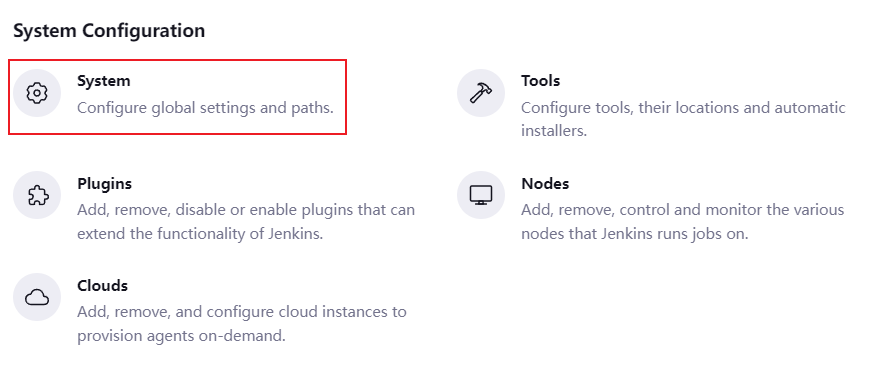 System Configuration
System
Configure global settings and paths.
Tools
Configure tools, their locations and automatic
installers.
Plugins
Add, remove, disable or enable plugins that can
extend the functionality of Jenkins.
Nodes
Add, remove, control and monitor the various
nodes that Jenkins runs jobs on.
Clouds
Add, remove, and configure cloud instances to
provision agents on-demand.